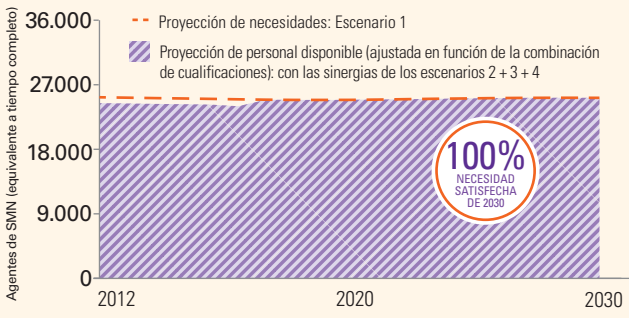 Agentes de SMN (equivalente a tiempo completo)
36.000
27000
18.000
9.000
0
Proyección de necesidades: Escenario 1
Proyección de personal disponible (ajustada en función de la combinación
de cualificaciones): con las sinergias de los escenarios 2 + 3 + 4
100%
NECESIDAD
SATISFECHA
DE 2030
2012
2020
2030